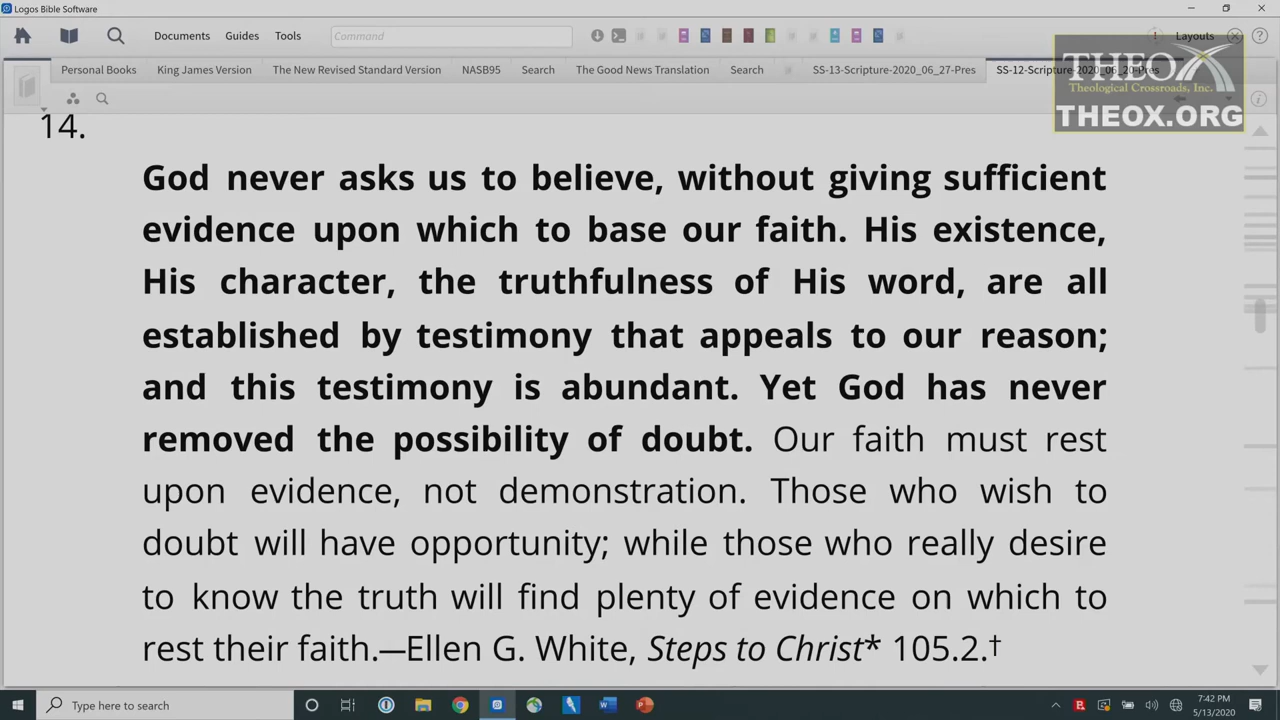 Logos Bible Software
Documents Guides Tools Command Layouts
Personal Books King James Version The New Revised NASB95 Search The Good News Translation Search SS-13-Scripture-2020_06_27-Pres SS-12-Scripture-2020_06_20-Pres
THEOX
Theological Crossroads, Inc.
THEOX.ORG
14.
God never asks us to believe, without giving sufficient
evidence upon which to base our faith. His existence,
His character, the truthfulness of His word, are all
established by testimony that appeals to our reason;
and this testimony is abundant. Yet God has never
removed the possibility of doubt. Our faith must rest
upon evidence, not demonstration. Those who wish to
doubt will have opportunity; while those who really desire
to know the truth will find plenty of evidence on which to
rest their faith.—Ellen G. White, Steps to Christ* 105.2.†
Type here to search
7:42 PM
5/13/2020